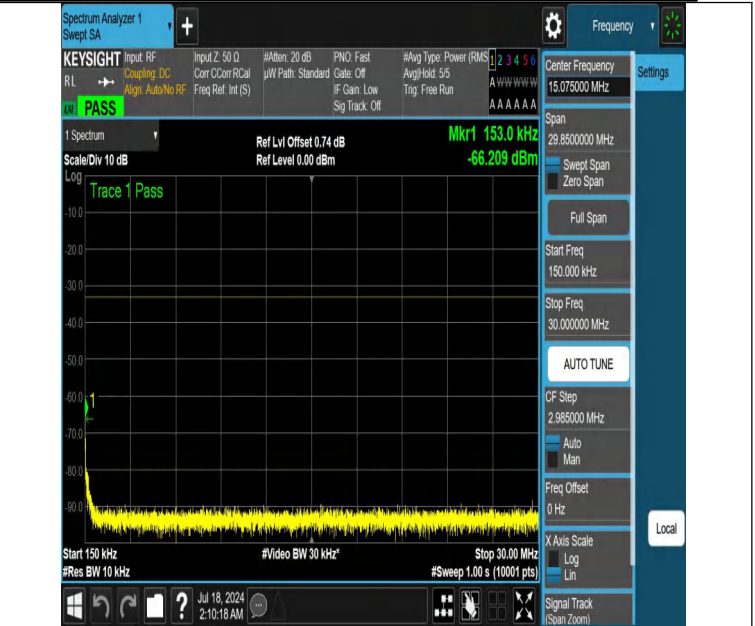 Spectrum Analyzer 1
Swept SA
+
Frequency
KEYSIGHT
RL
PASS
Input: RF
Coupling: DC
Align: Auto/No RF
Input Z: 50 Ω
Corr CCorr RCal
Freq Ref: Int (S)
#Atten: 20 dB
µW Path: Standard
PNO: Fast
Gate: Off
IF Gain: Low
Sig Track: Off
#Avg Type: Power (RMS
Avg|Hold: 5/5
Trig: Free Run
1 2 3 4 5 6
A W W W W W
A A A A A A
1 Spectrum
Scale/Div 10 dB
Ref Lvl Offset 0.74 dB
Ref Level 0.00 dBm
Mkr1 153.0 kHz
-66.209 dBm
Log
Trace 1 Pass
-10.0
-20.0
-30.0
-40.0
-50.0
-60.0
1
-70.0
-80.0
-90.0
Start 150 kHz
#Res BW 10 kHz
#Video BW 30 kHz*
Stop 30.00 MHz
#Sweep 1.00 s (10001 pts)
Center Frequency
15.075000 MHz
Settings
Span
29.8500000 MHz
Swept Span
Zero Span
Full Span
Start Freq
150.000 kHz
Stop Freq
30.000000 MHz
AUTO TUNE
CF Step
2.985000 MHz
Auto
Man
Freq Offset
0 Hz
X Axis Scale
Log
Lin
Local
Signal Track
(Span Zoom)
?
Jul 18, 2024
2:10:18 AM